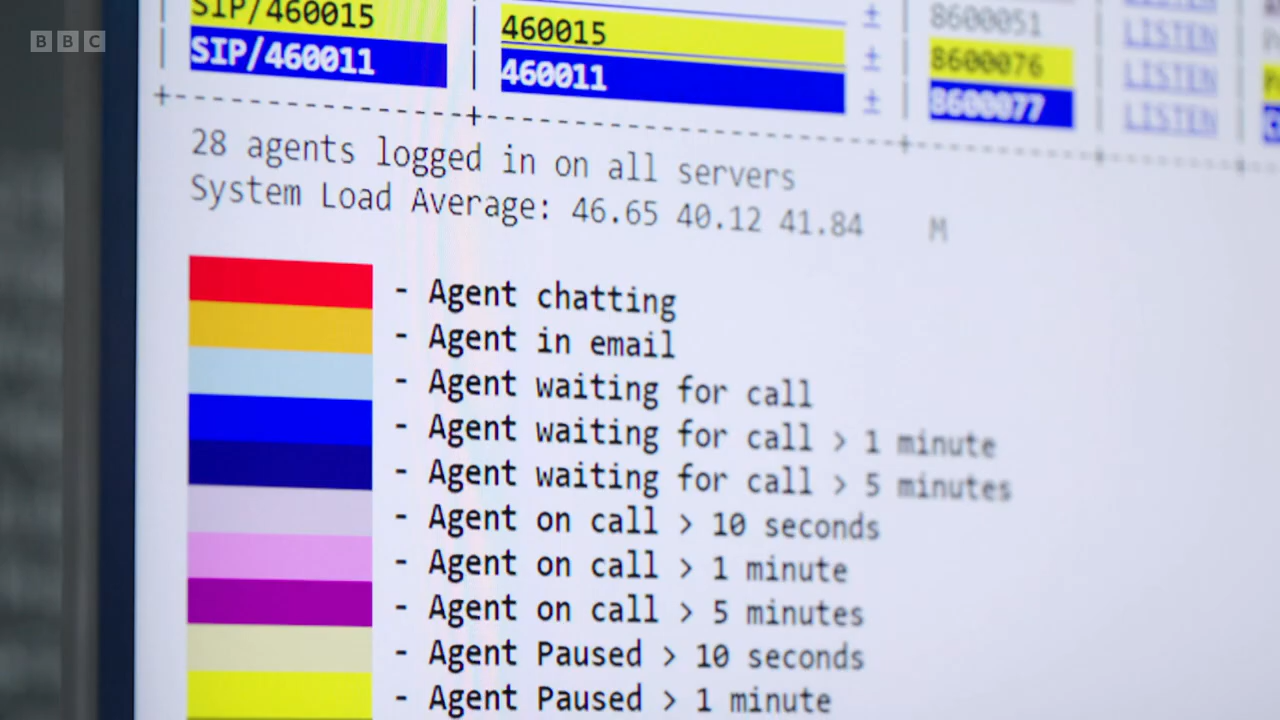 BBC
SIP/460015 | 460015 ± | 8600051 | LISTEN
SIP/460011 | 460011 ± | 8600076 | LISTEN
± | 8600077 | LISTEN
28 agents logged in on all servers
System Load Average: 46.65 40.12 41.84 M
- Agent chatting
- Agent in email
- Agent waiting for call
- Agent waiting for call > 1 minute
- Agent waiting for call > 5 minutes
- Agent on call > 10 seconds
- Agent on call > 1 minute
- Agent on call > 5 minutes
- Agent Paused > 10 seconds
- Agent Paused > 1 minute